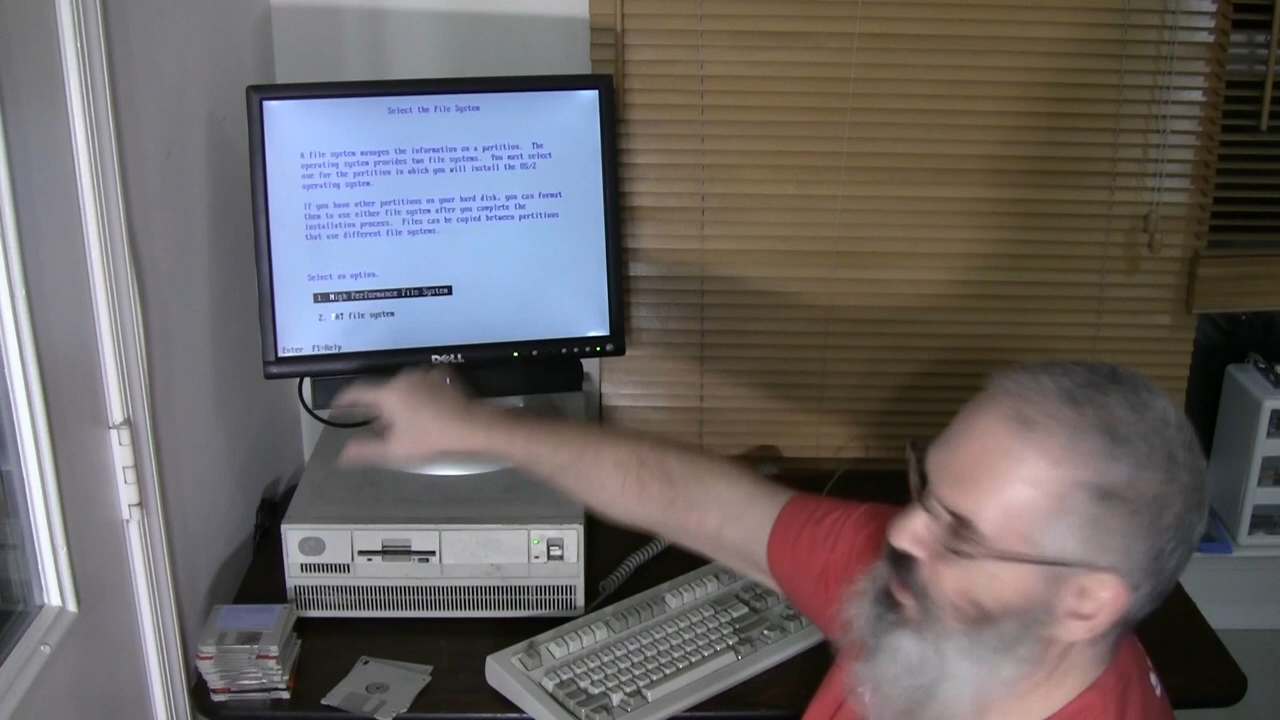 Select the File System
A file system manages the information on a partition. The
operating system provides two file systems. You must select
one for the partition in which you will install the OS/2
operating system.
If you have other partitions on your hard disk, you can format
them to use either file system after you complete the
installation process. Files can be copied between partitions
that use different file systems.
Select an option.
1. High Performance File System
2. FAT file system
Enter F1=Help
DELL